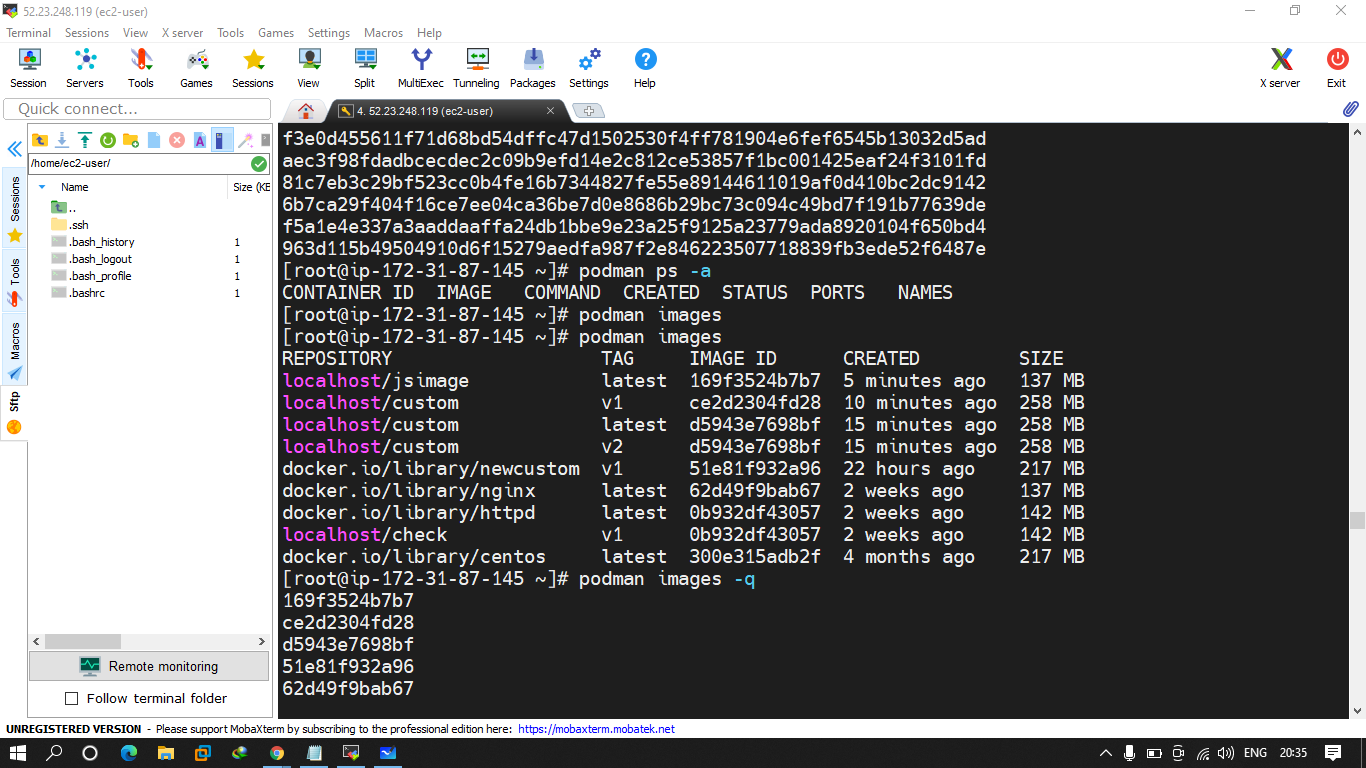 52.23.248.119 (ec2-user)
Terminal Sessions View X server Tools Games Settings Macros Help
Session Servers Tools Games Sessions View Split MultiExec Tunneling Packages Settings Help X server Exit
Quick connect...
4. 52.23.248.119 (ec2-user)
/home/ec2-user/
Name Size (KB
..
.ssh
.bash_history 1
.bash_logout 1
.bash_profile 1
.bashrc 1
Sessions
Tools
Macros
Sftp
Remote monitoring
Follow terminal folder
f3e0d455611f71d68bd54dffc47d1502530f4ff781904e6fef6545b13032d5ad
aec3f98fdadbcecdec2c09b9efd14e2c812ce53857f1bc001425eaf24f3101fd
81c7eb3c29bf523cc0b4fe16b7344827fe55e89144611019af0d410bc2dc9142
6b7ca29f404f16ce7ee04ca36be7d0e8686b29bc73c094c49bd7f191b77639de
f5a1e4e337a3aaddaaffa24db1bbe9e23a25f9125a23779ada8920104f650bd4
963d115b49504910d6f15279aedfa987f2e846223507718839fb3ede52f6487e
[root@ip-172-31-87-145 ~]# podman ps -a
CONTAINER ID IMAGE COMMAND CREATED STATUS PORTS NAMES
[root@ip-172-31-87-145 ~]# podman images
[root@ip-172-31-87-145 ~]# podman images
REPOSITORY TAG IMAGE ID CREATED SIZE
localhost/jsimage latest 169f3524b7b7 5 minutes ago 137 MB
localhost/custom v1 ce2d2304fd28 10 minutes ago 258 MB
localhost/custom latest d5943e7698bf 15 minutes ago 258 MB
localhost/custom v2 d5943e7698bf 15 minutes ago 258 MB
docker.io/library/newcustom v1 51e81f932a96 22 hours ago 217 MB
docker.io/library/nginx latest 62d49f9bab67 2 weeks ago 137 MB
docker.io/library/httpd latest 0b932df43057 2 weeks ago 142 MB
localhost/check v1 0b932df43057 2 weeks ago 142 MB
docker.io/library/centos latest 300e315adb2f 4 months ago 217 MB
[root@ip-172-31-87-145 ~]# podman images -q
169f3524b7b7
ce2d2304fd28
d5943e7698bf
51e81f932a96
62d49f9bab67
UNREGISTERED VERSION - Please support MobaXterm by subscribing to the professional edition here: https://mobaxterm.mobatek.net
ENG 20:35